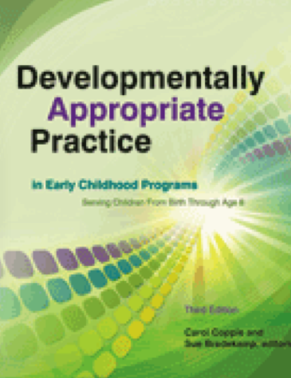 Developmentally
Appropriate
Practice
in Early Childhood Programs
Serving Children From Birth Through Age 8
Third Edition
Carol Copple and
Sue Bredekamp, editors